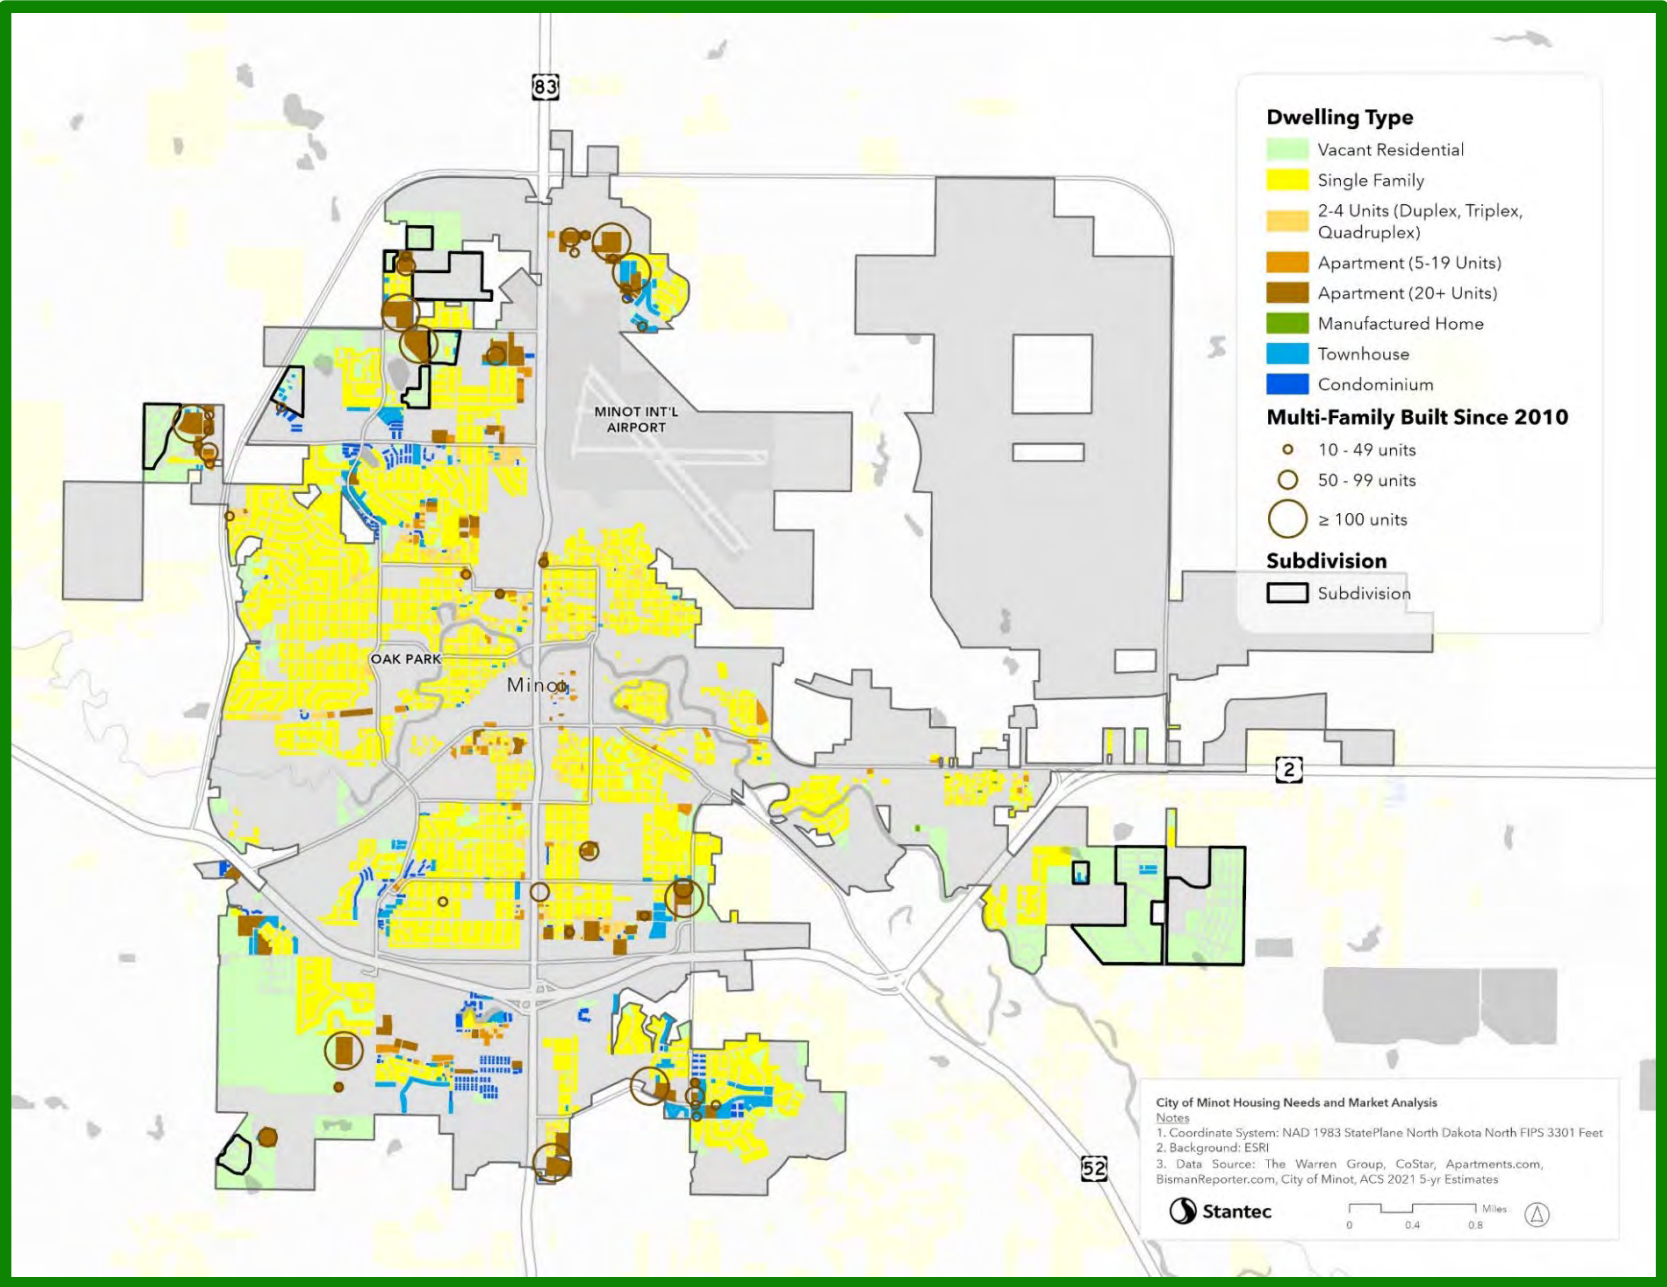 83
Dwelling Type
Vacant Residential
Single Family
2-4 Units (Duplex, Triplex,
Quadruplex)
Apartment (5-19 Units)
Apartment (20+ Units)
Manufactured Home
Townhouse
Condominium
Multi-Family Built Since 2010
10 - 49 units
50 - 99 units
≥ 100 units
Subdivision
Subdivision
MINOT INT'L
AIRPORT
OAK PARK
Minot
2
52
City of Minot Housing Needs and Market Analysis
Notes
1. Coordinate System: NAD 1983 StatePlane North Dakota North FIPS 3301 Feet
2. Background: ESRI
3. Data Source: The Warren Group, CoStar, Apartments.com,
BismanReporter.com, City of Minot, ACS 2021 5-yr Estimates
Stantec
Miles
0 0.4 0.8